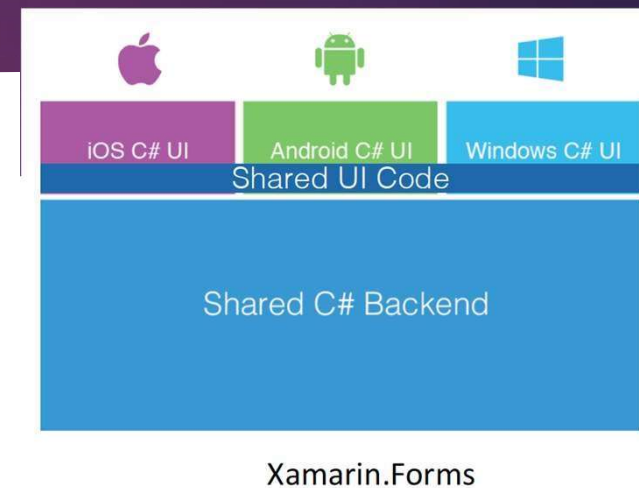 iOS C# UI
Android C# UI
Windows C# UI
Shared UI Code
Shared C# Backend
Xamarin.Forms